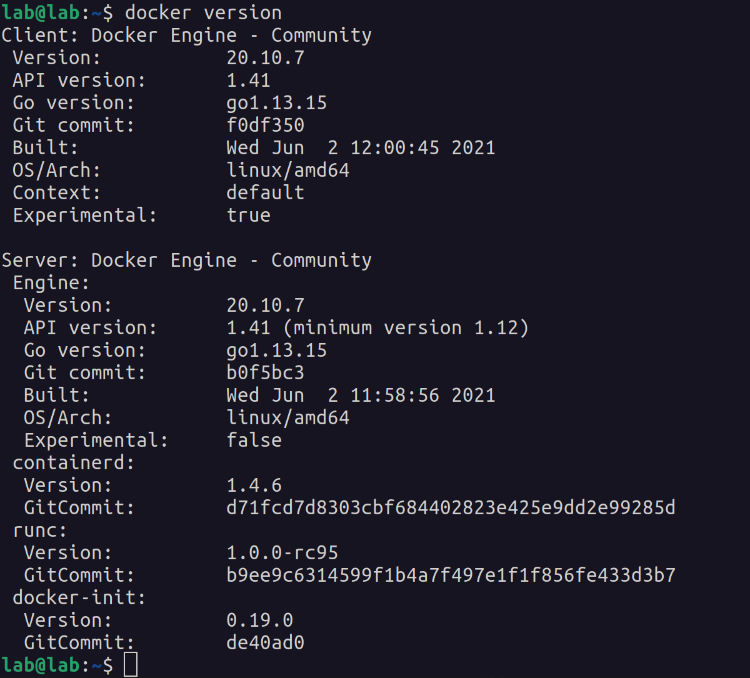 lab@lab:~$ docker version
Client: Docker Engine - Community
 Version:           20.10.7
 API version:       1.41
 Go version:        go1.13.15
 Git commit:        f0df350
 Built:             Wed Jun  2 12:00:45 2021
 OS/Arch:           linux/amd64
 Context:           default
 Experimental:      true

Server: Docker Engine - Community
 Engine:
  Version:          20.10.7
  API version:      1.41 (minimum version 1.12)
  Go version:       go1.13.15
  Git commit:       b0f5bc3
  Built:            Wed Jun  2 11:58:56 2021
  OS/Arch:          linux/amd64
  Experimental:     false
 containerd:
  Version:          1.4.6
  GitCommit:        d71fcd7d8303cbf684402823e425e9dd2e99285d
 runc:
  Version:          1.0.0-rc95
  GitCommit:        b9ee9c6314599f1b4a7f497e1f1f856fe433d3b7
 docker-init:
  Version:          0.19.0
  GitCommit:        de40ad0
lab@lab:~$